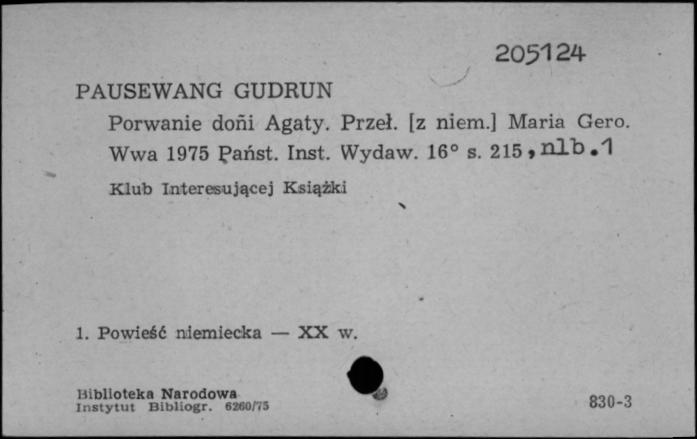 205124
PAUSEWANG GUDRUN
Porwanie doñi Agaty. Przeł. [z niem.] Maria Gero.
Wwa 1975 Państ. Inst. Wydaw. 16° s. 215, nlb.1
Klub Interesującej Książki
1. Powieść niemiecka — XX w.
Biblioteka Narodowa
Instytut Bibliogr. 6260/75
830-3